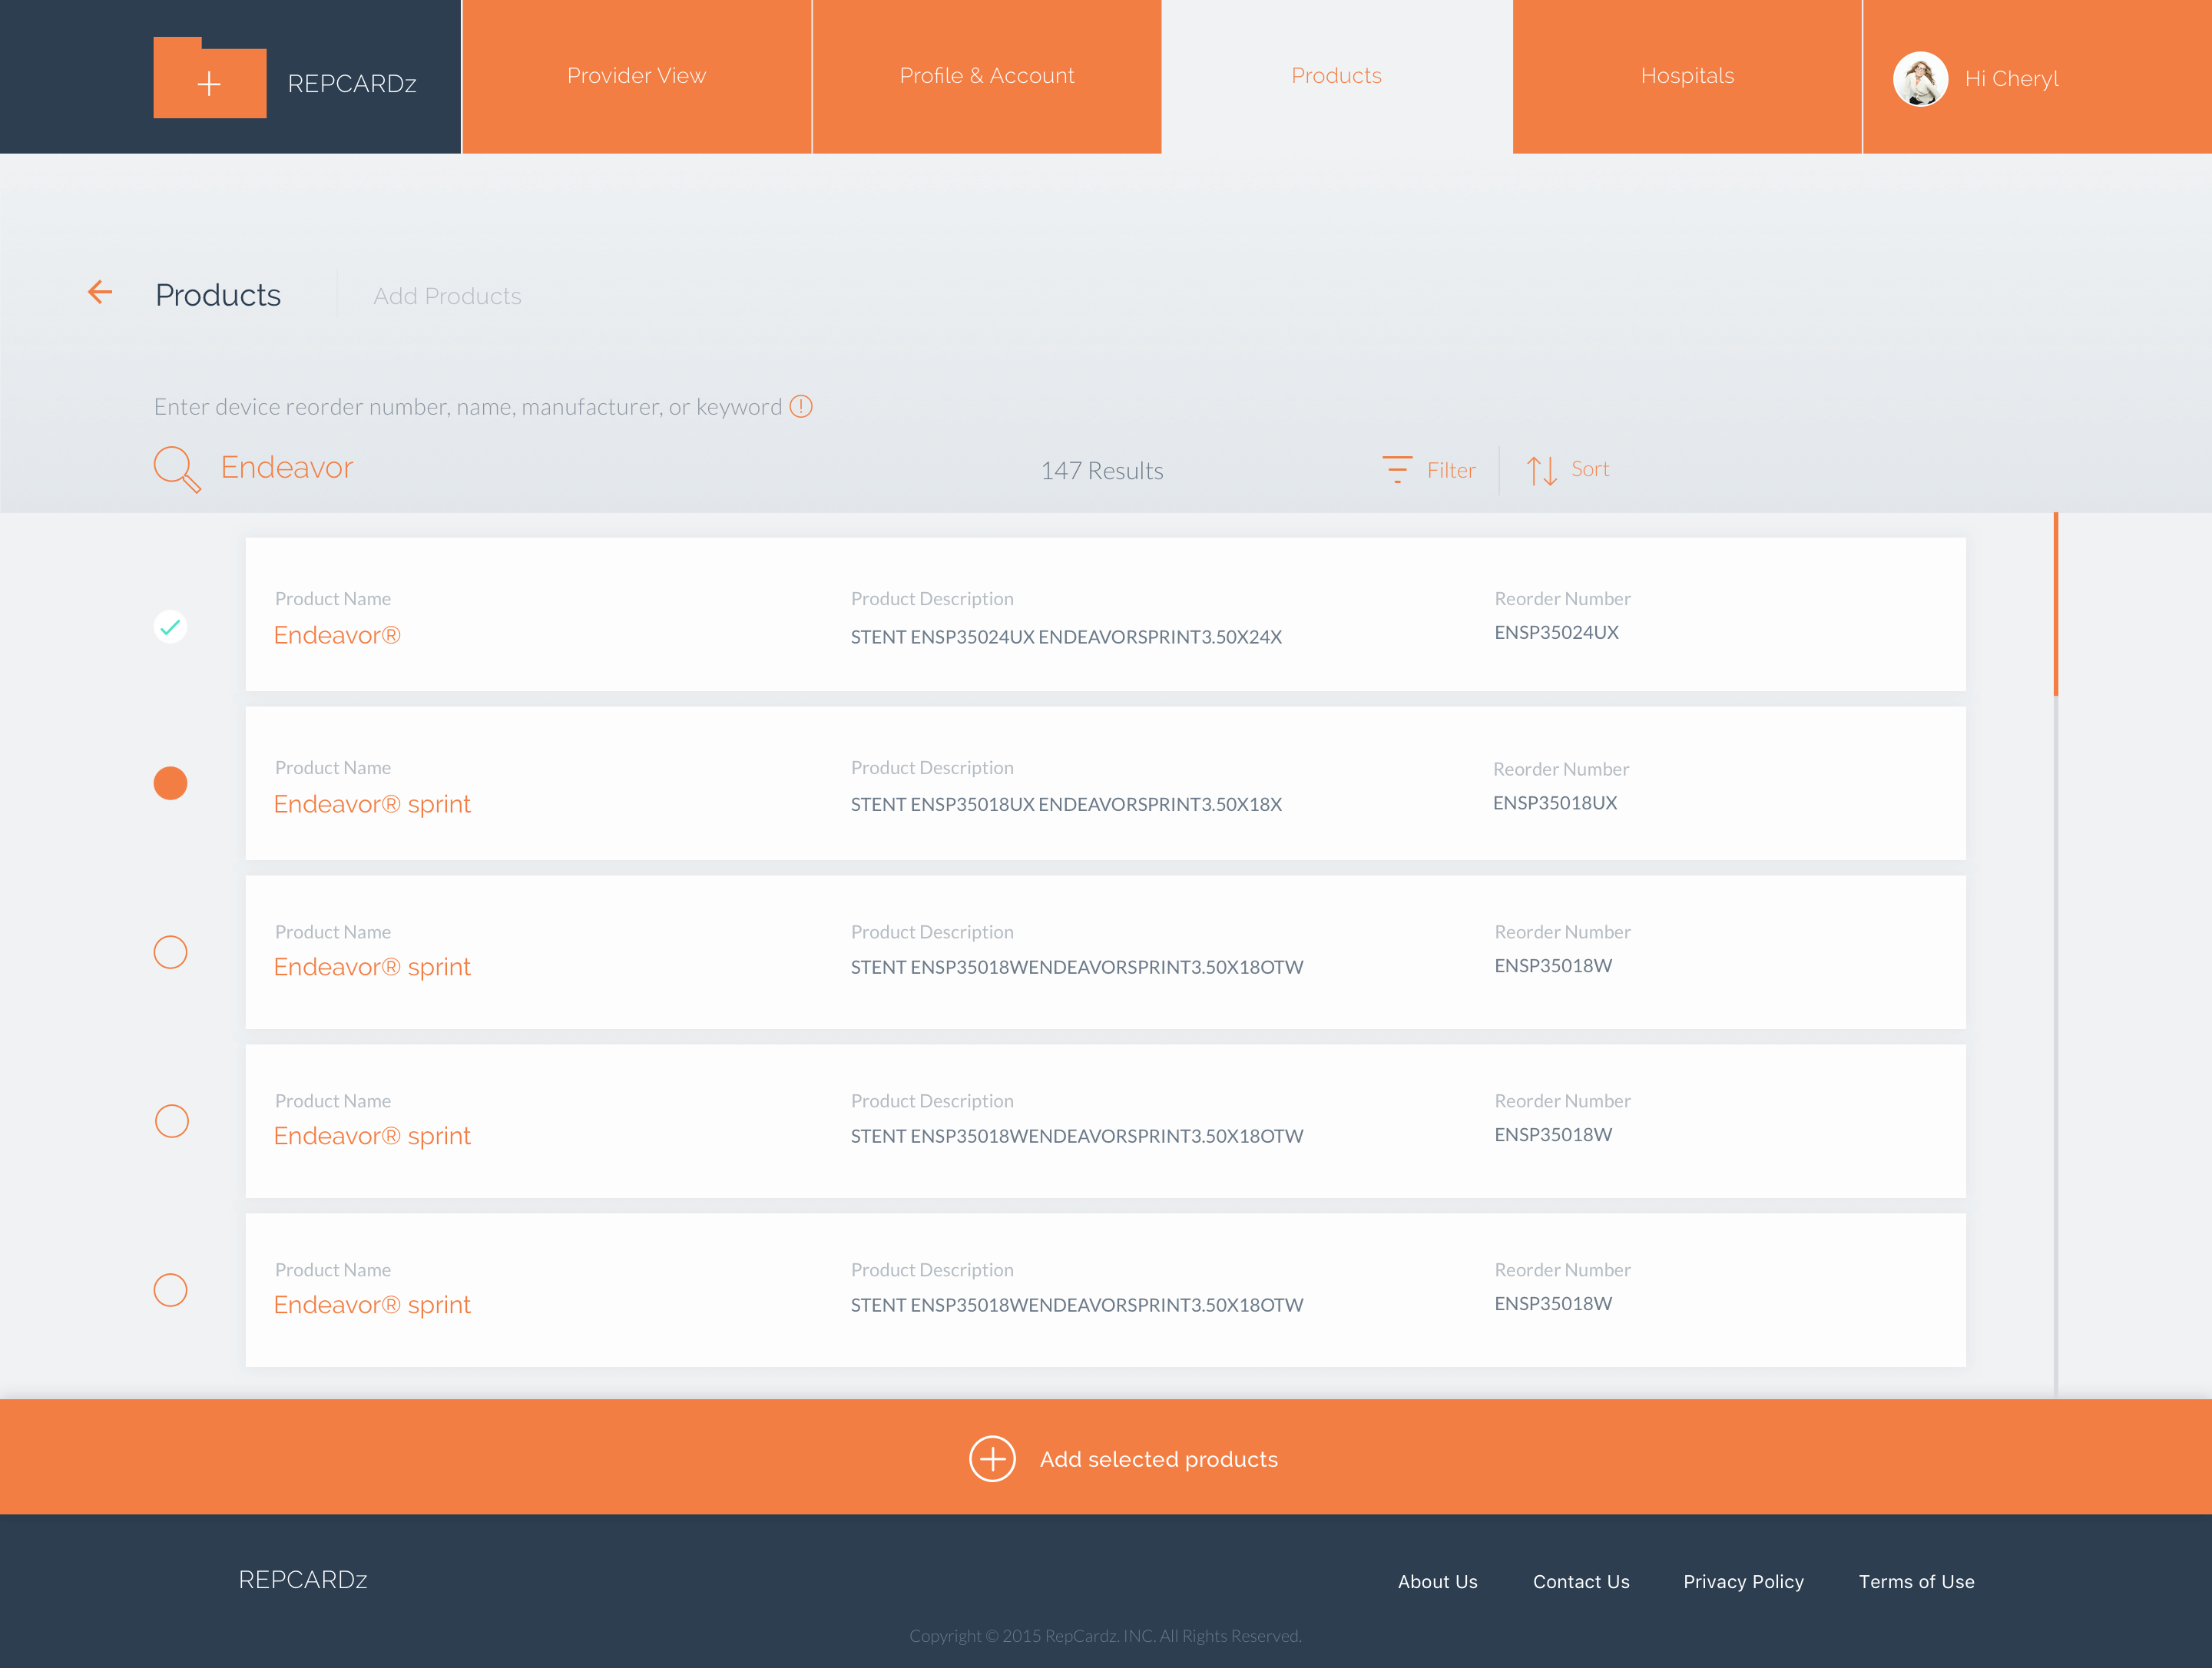 REPCARDz
Provider View
Profile & Account
Products
Hospitals
Hi Cheryl
Products
Add Products
Enter device reorder number, name, manufacturer, or keyword
Endeavor
147 Results
Filter
Sort
Product Name Product Description Reorder Number
Endeavor® STENT ENSP35024UX ENDEAVORSPRINT3.50X24X ENSP35024UX
Product Name Product Description Reorder Number
Endeavor® sprint STENT ENSP35018UX ENDEAVORSPRINT3.50X18X ENSP35018UX
Product Name Product Description Reorder Number
Endeavor® sprint STENT ENSP35018WENDEAVORSPRINT3.50X18OTW ENSP35018W
Product Name Product Description Reorder Number
Endeavor® sprint STENT ENSP35018WENDEAVORSPRINT3.50X18OTW ENSP35018W
Product Name Product Description Reorder Number
Endeavor® sprint STENT ENSP35018WENDEAVORSPRINT3.50X18OTW ENSP35018W
Add selected products
REPCARDz
About Us
Contact Us
Privacy Policy
Terms of Use
Copyright © 2015 RepCardz. INC. All Rights Reserved.